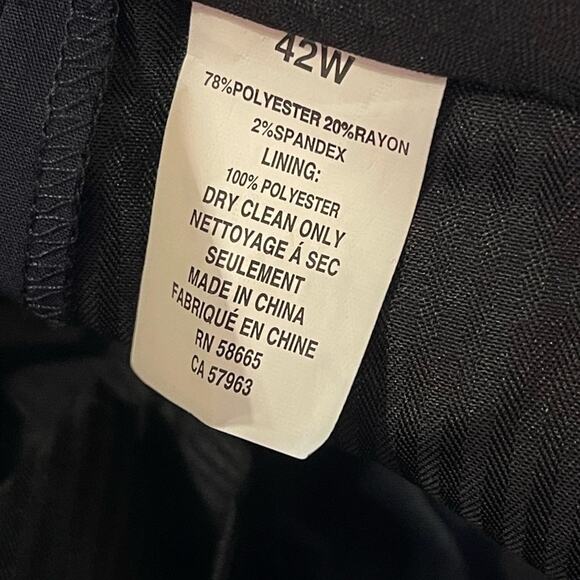 42W
78%POLYESTER 20%RAYON
2%SPANDEX
LINING:
100% POLYESTER
DRY CLEAN ONLY
NETTOYAGE Á SEC
SEULEMENT
MADE IN CHINA
FABRIQUÉ EN CHINE
RN 58665
CA 57963